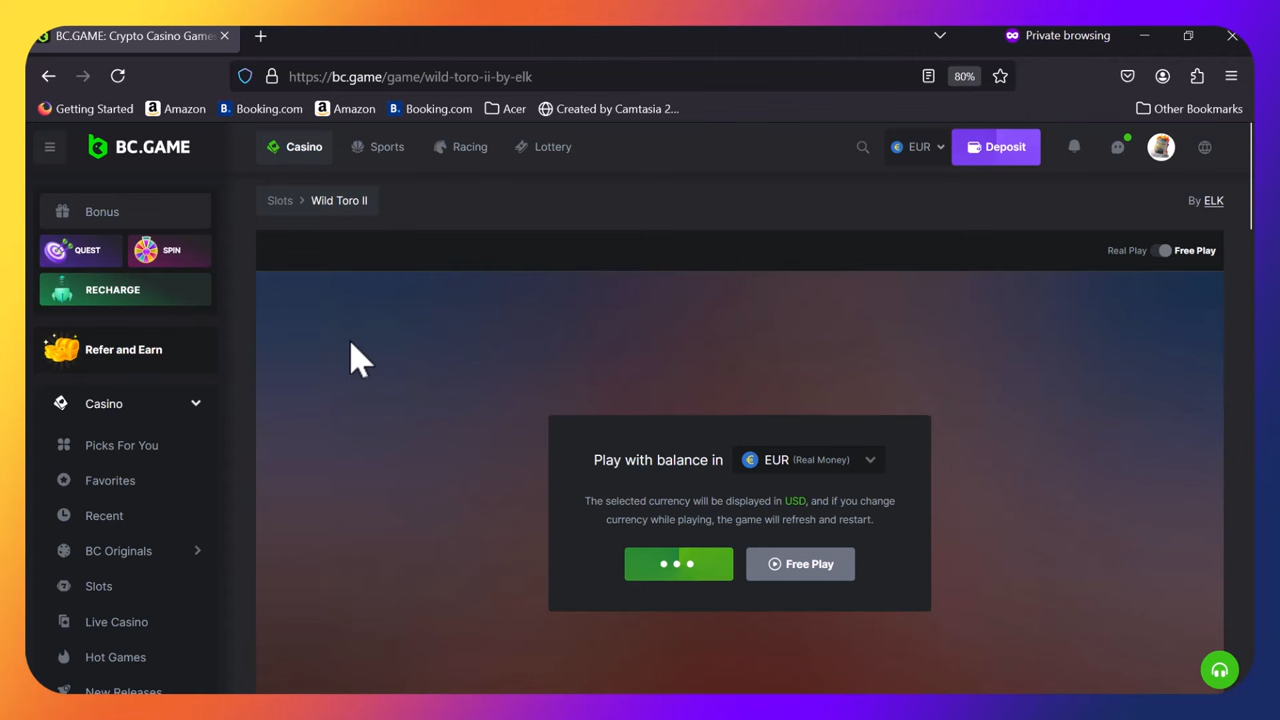 BC.GAME: Crypto Casino Games
Private browsing
https://bc.game/game/wild-toro-ii-by-elk
80%
Getting Started
Amazon
Booking.com
Amazon
Booking.com
Acer
Created by Camtasia 2...
Other Bookmarks
BC.GAME
Casino
Sports
Racing
Lottery
EUR
Deposit
Bonus
QUEST
SPIN
RECHARGE
Refer and Earn
Casino
Picks For You
Favorites
Recent
BC Originals
Slots
Live Casino
Hot Games
New Releases
Slots > Wild Toro II
By ELK
Real Play
Free Play
Play with balance in EUR (Real Money)
The selected currency will be displayed in USD, and if you change
currency while playing, the game will refresh and restart.
Free Play